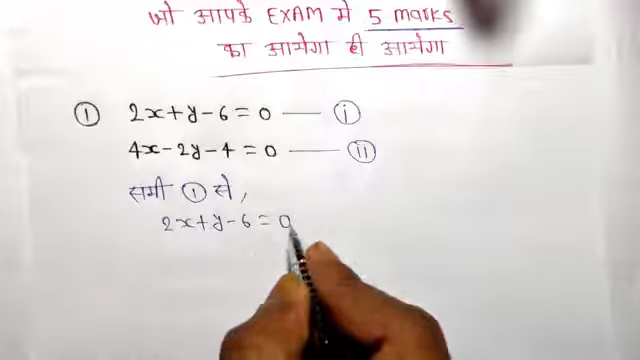 जो आपके EXAM मे 5 marks
का आयेगा ही आयेगा
① 2x+y-6=0 —— ⓘ
4x-2y-4=0 —— ⓘⓘ
समी ① से,
2x+y-6=0